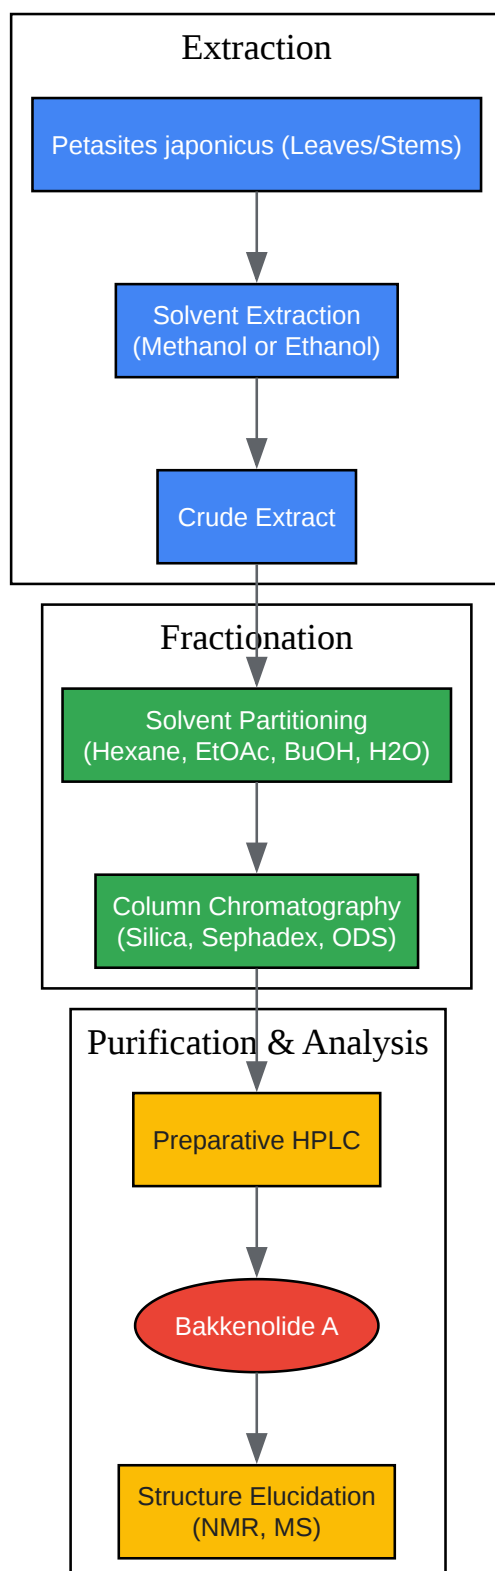 Extraction
Petasites japonicus (Leaves/Stems)
Solvent Extraction
(Methanol or Ethanol)
Crude Extract
Fractionation
Solvent Partitioning
(Hexane, EtOAc, BuOH, H2O)
Column Chromatography
(Silica, Sephadex, ODS)
Purification & Analysis
Preparative HPLC
Bakkenolide A
Structure Elucidation
(NMR, MS)